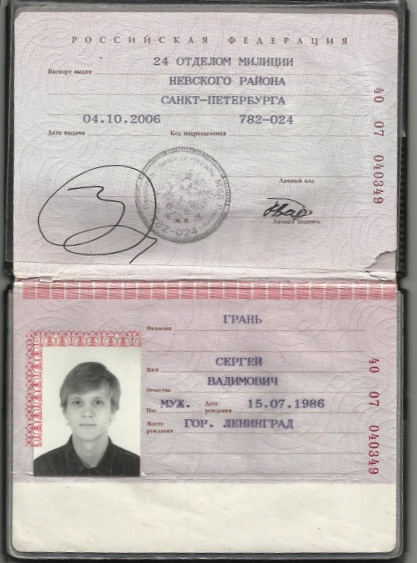 РОССИЙСКАЯ ФЕДЕРАЦИЯ
24 ОТДЕЛОМ МИЛИЦИИ
Паспорт выдан
НЕВСКОГО РАЙОНА
САНКТ-ПЕТЕРБУРГА
04.10.2006 782-024
Дата выдачи Код подразделения
40 07 040349
Личный код
М.П.
782-024
Личная подпись
ГРАНЬ
Фамилия
СЕРГЕЙ
Имя
ВАДИМОВИЧ
Отчество
МУЖ. 15.07.1986
Пол Дата рождения
Место рождения ГОР. ЛЕНИНГРАД
40 07 040349